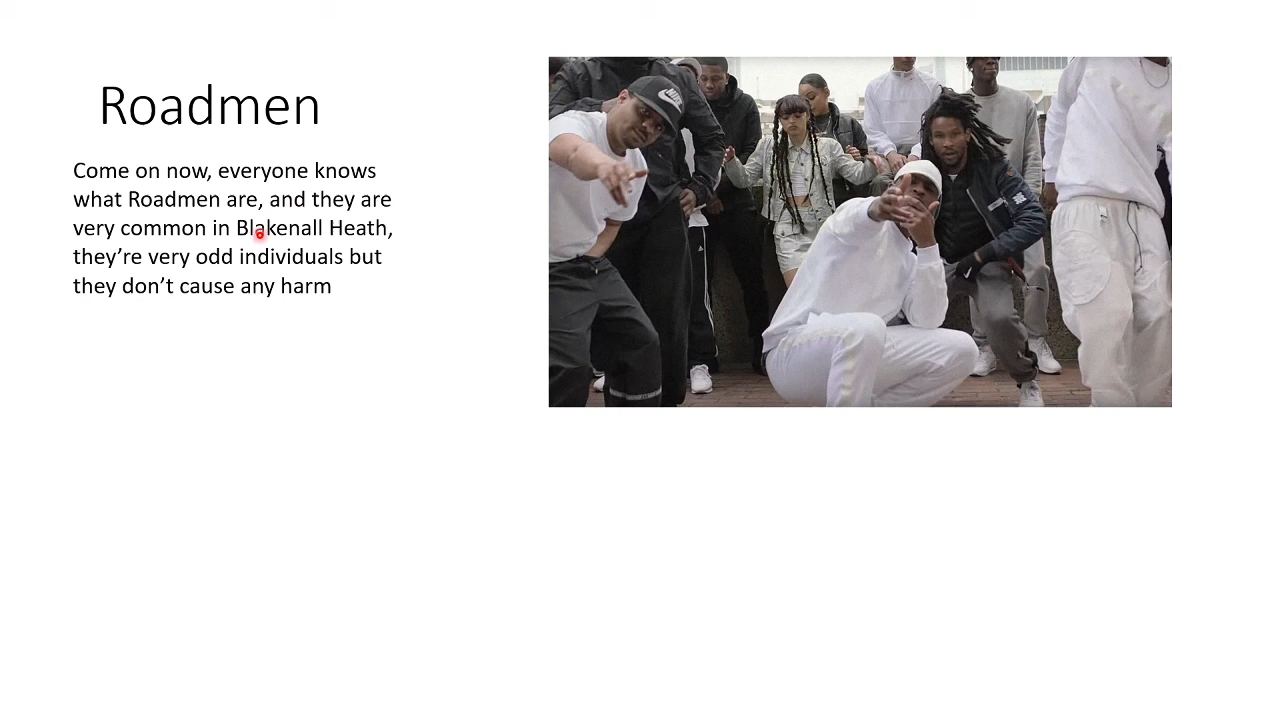 Roadmen
Come on now, everyone knows
what Roadmen are, and they are
very common in Blakenall Heath,
they’re very odd individuals but
they don’t cause any harm
NIKE